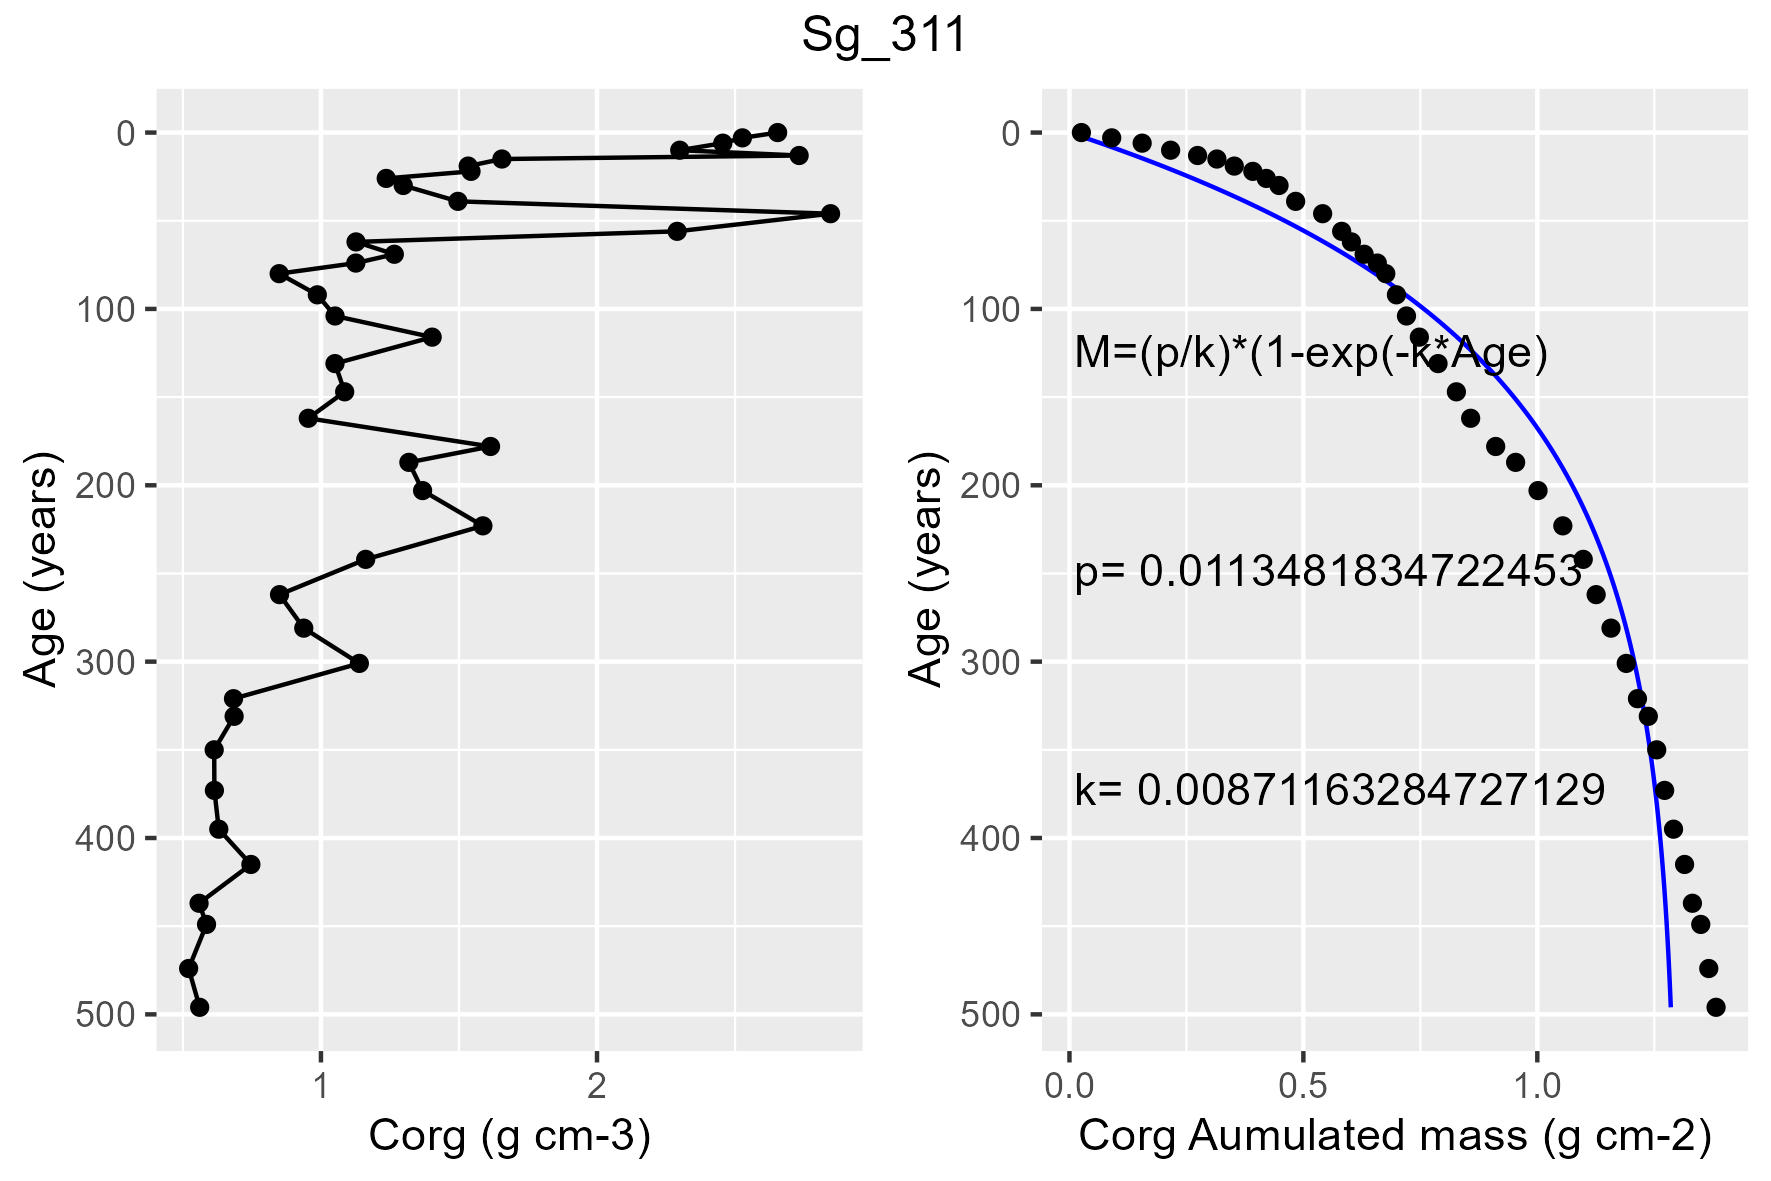 Sg_311
0
100
200
300
400
500
Age (years)
1
2
Corg (g cm-3)
0
100
200
300
400
500
Age (years)
M=(p/k)*(1-exp(-k*Age)
p= 0.0113481834722453
k= 0.00871163284727129
0.0
0.5
1.0
Corg Aumulated mass (g cm-2)